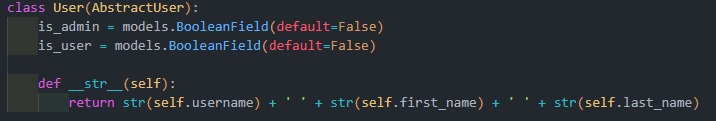 class User(AbstractUser):
    is_admin = models.BooleanField(default=False)
    is_user = models.BooleanField(default=False)

    def __str__(self):
        return str(self.username) + ' ' + str(self.first_name) + ' ' + str(self.last_name)